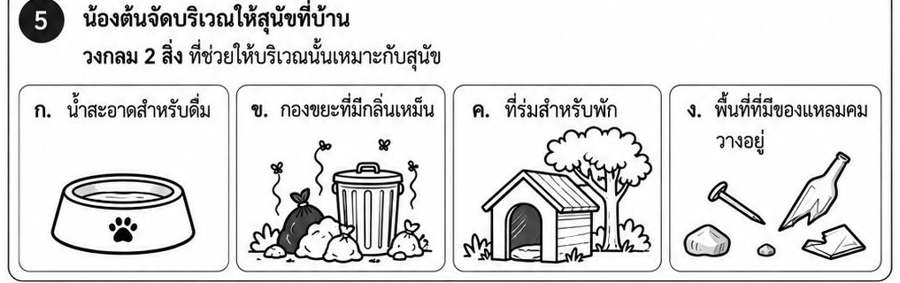 5 น้องต้นจัดบริเวณให้สุนัขที่บ้าน
วงกลม 2 สิ่ง ที่ช่วยให้บริเวณนั้นเหมาะกับสุนัข
ก. น้ำสะอาดสำหรับดื่ม
ข. กองขยะที่มีกลิ่นเหม็น
ค. ที่ร่มสำหรับพัก
ง. พื้นที่ที่มีของแหลมคม
วางอยู่